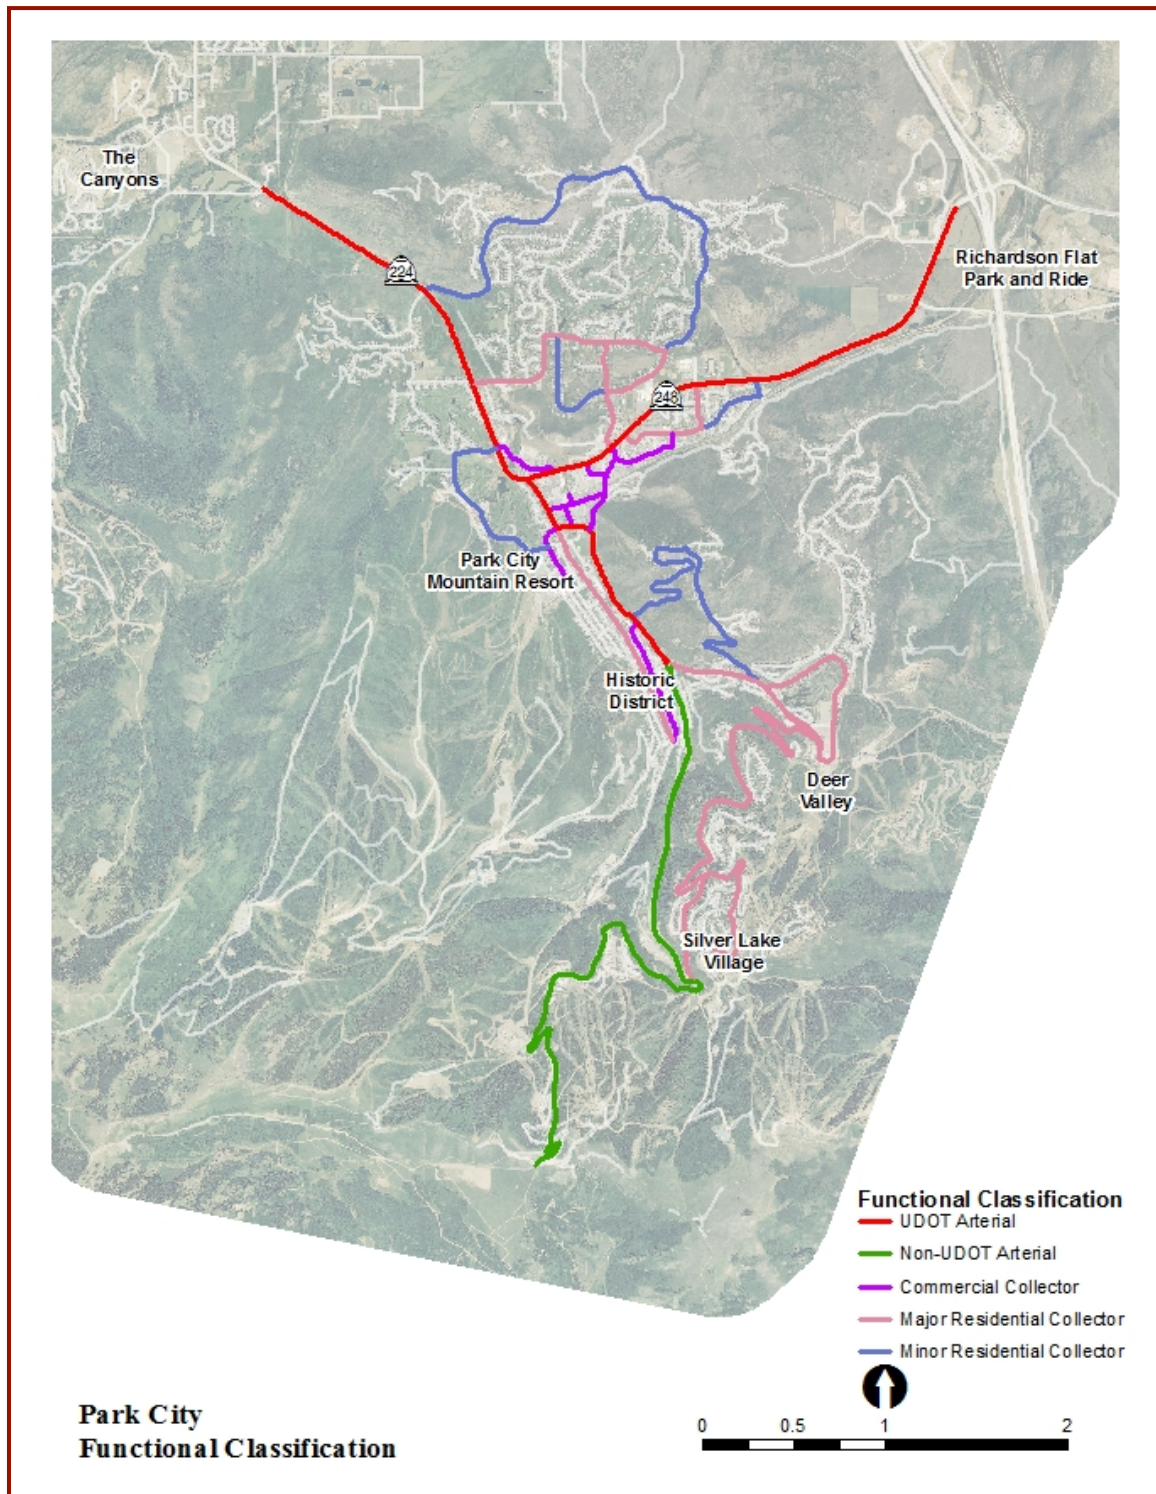 The
Canyons
224
Richardson Flat
Park and Ride
248
Park City
Mountain Resort
Historic
District
Deer
Valley
Silver Lake
Village
Functional Classification
UDOT Arterial
Non-UDOT Arterial
Commercial Collector
Major Residential Collector
Minor Residential Collector
0 0.5 1 2
Park City
Functional Classification